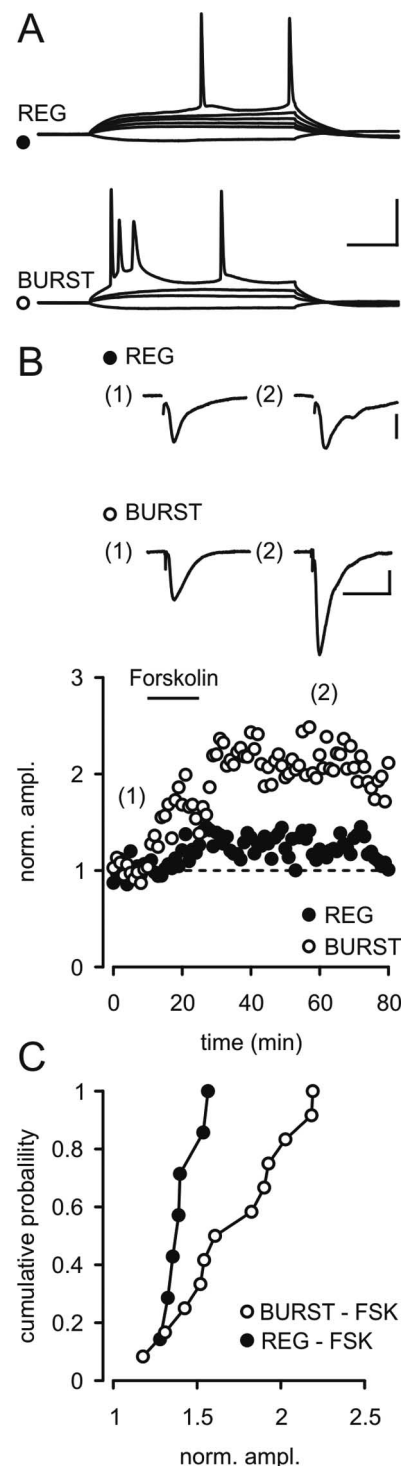 A
REG
BURST
B
REG
(1) (2)
BURST
(1) (2)
3
Forskolin
(2)
2
(1)
norm. ampl.
1
REG
BURST
0
0 20 40 60 80
time (min)
C
1
0.8
cumulative probalility
0.6
0.4
BURST - FSK
0.2
REG - FSK
0
1 1.5 2 2.5
norm. ampl.